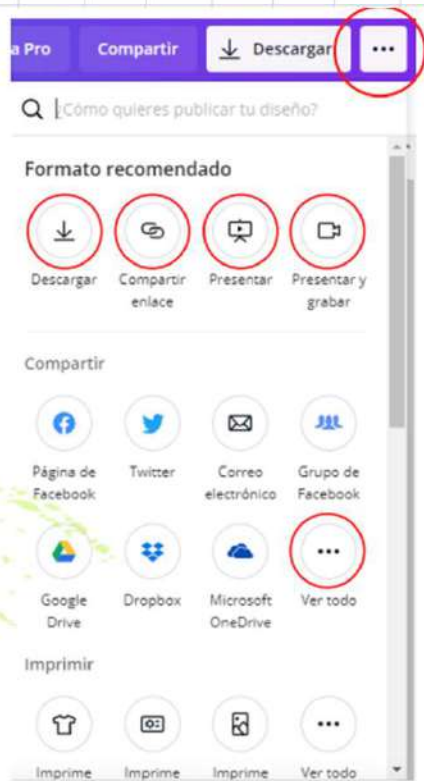 a Pro Compartir Descargar ...
¿Cómo quieres publicar tu diseño?
Formato recomendado
Descargar Compartir Presentar Presentar y
enlace grabar
Compartir
Página de Twitter Correo Grupo de
Facebook electrónico Facebook
Google Dropbox Microsoft Ver todo
Drive OneDrive
Imprimir
Imprime Imprime Imprime Ver todo